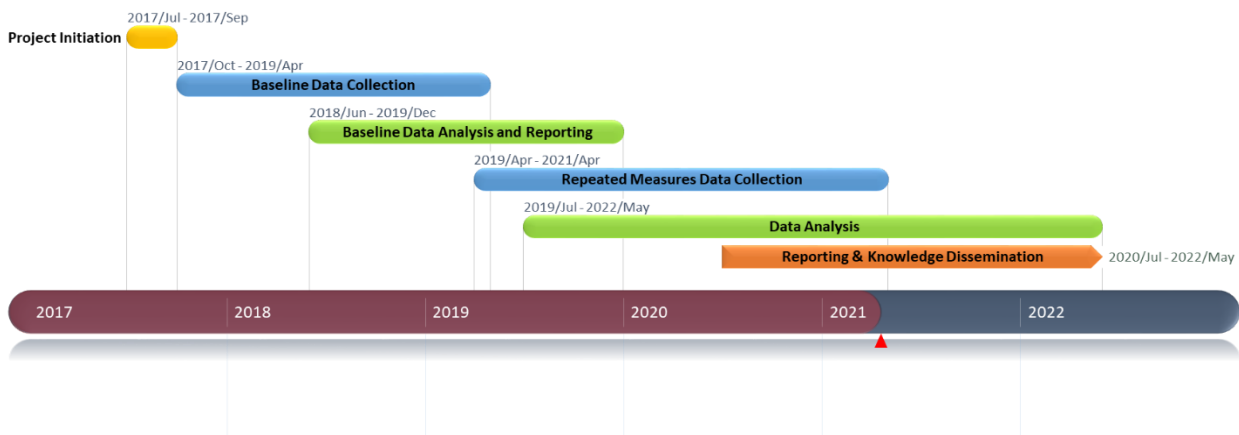 2017/Jul - 2017/Sep
Project Initiation
2017/Oct - 2019/Apr
Baseline Data Collection
2018/Jun - 2019/Dec
Baseline Data Analysis and Reporting
2019/Apr - 2021/Apr
Repeated Measures Data Collection
2019/Jul - 2022/May
Data Analysis
Reporting & Knowledge Dissemination 2020/Jul - 2022/May
2017 2018 2019 2020 2021 2022